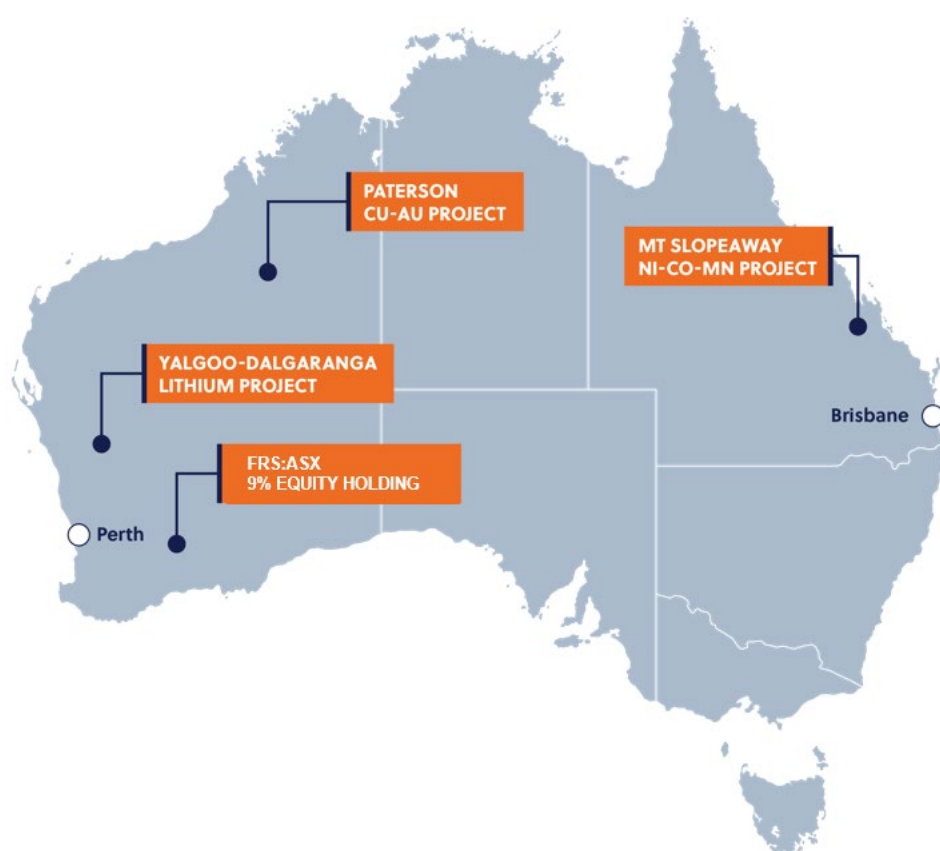 PATERSON
CU-AU PROJECT
MT SLOPEAWAY
NI-CO-MN PROJECT
YALGOO-DALGARANGA
LITHIUM PROJECT
Brisbane
FRS:ASX
9% EQUITY HOLDING
Perth